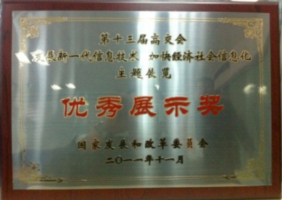 第十三届高交会
发展新一代信息技术 加快经济社会信息化
主题展览
优秀展示奖
国家发展和改革委员会
二〇一一年十一月